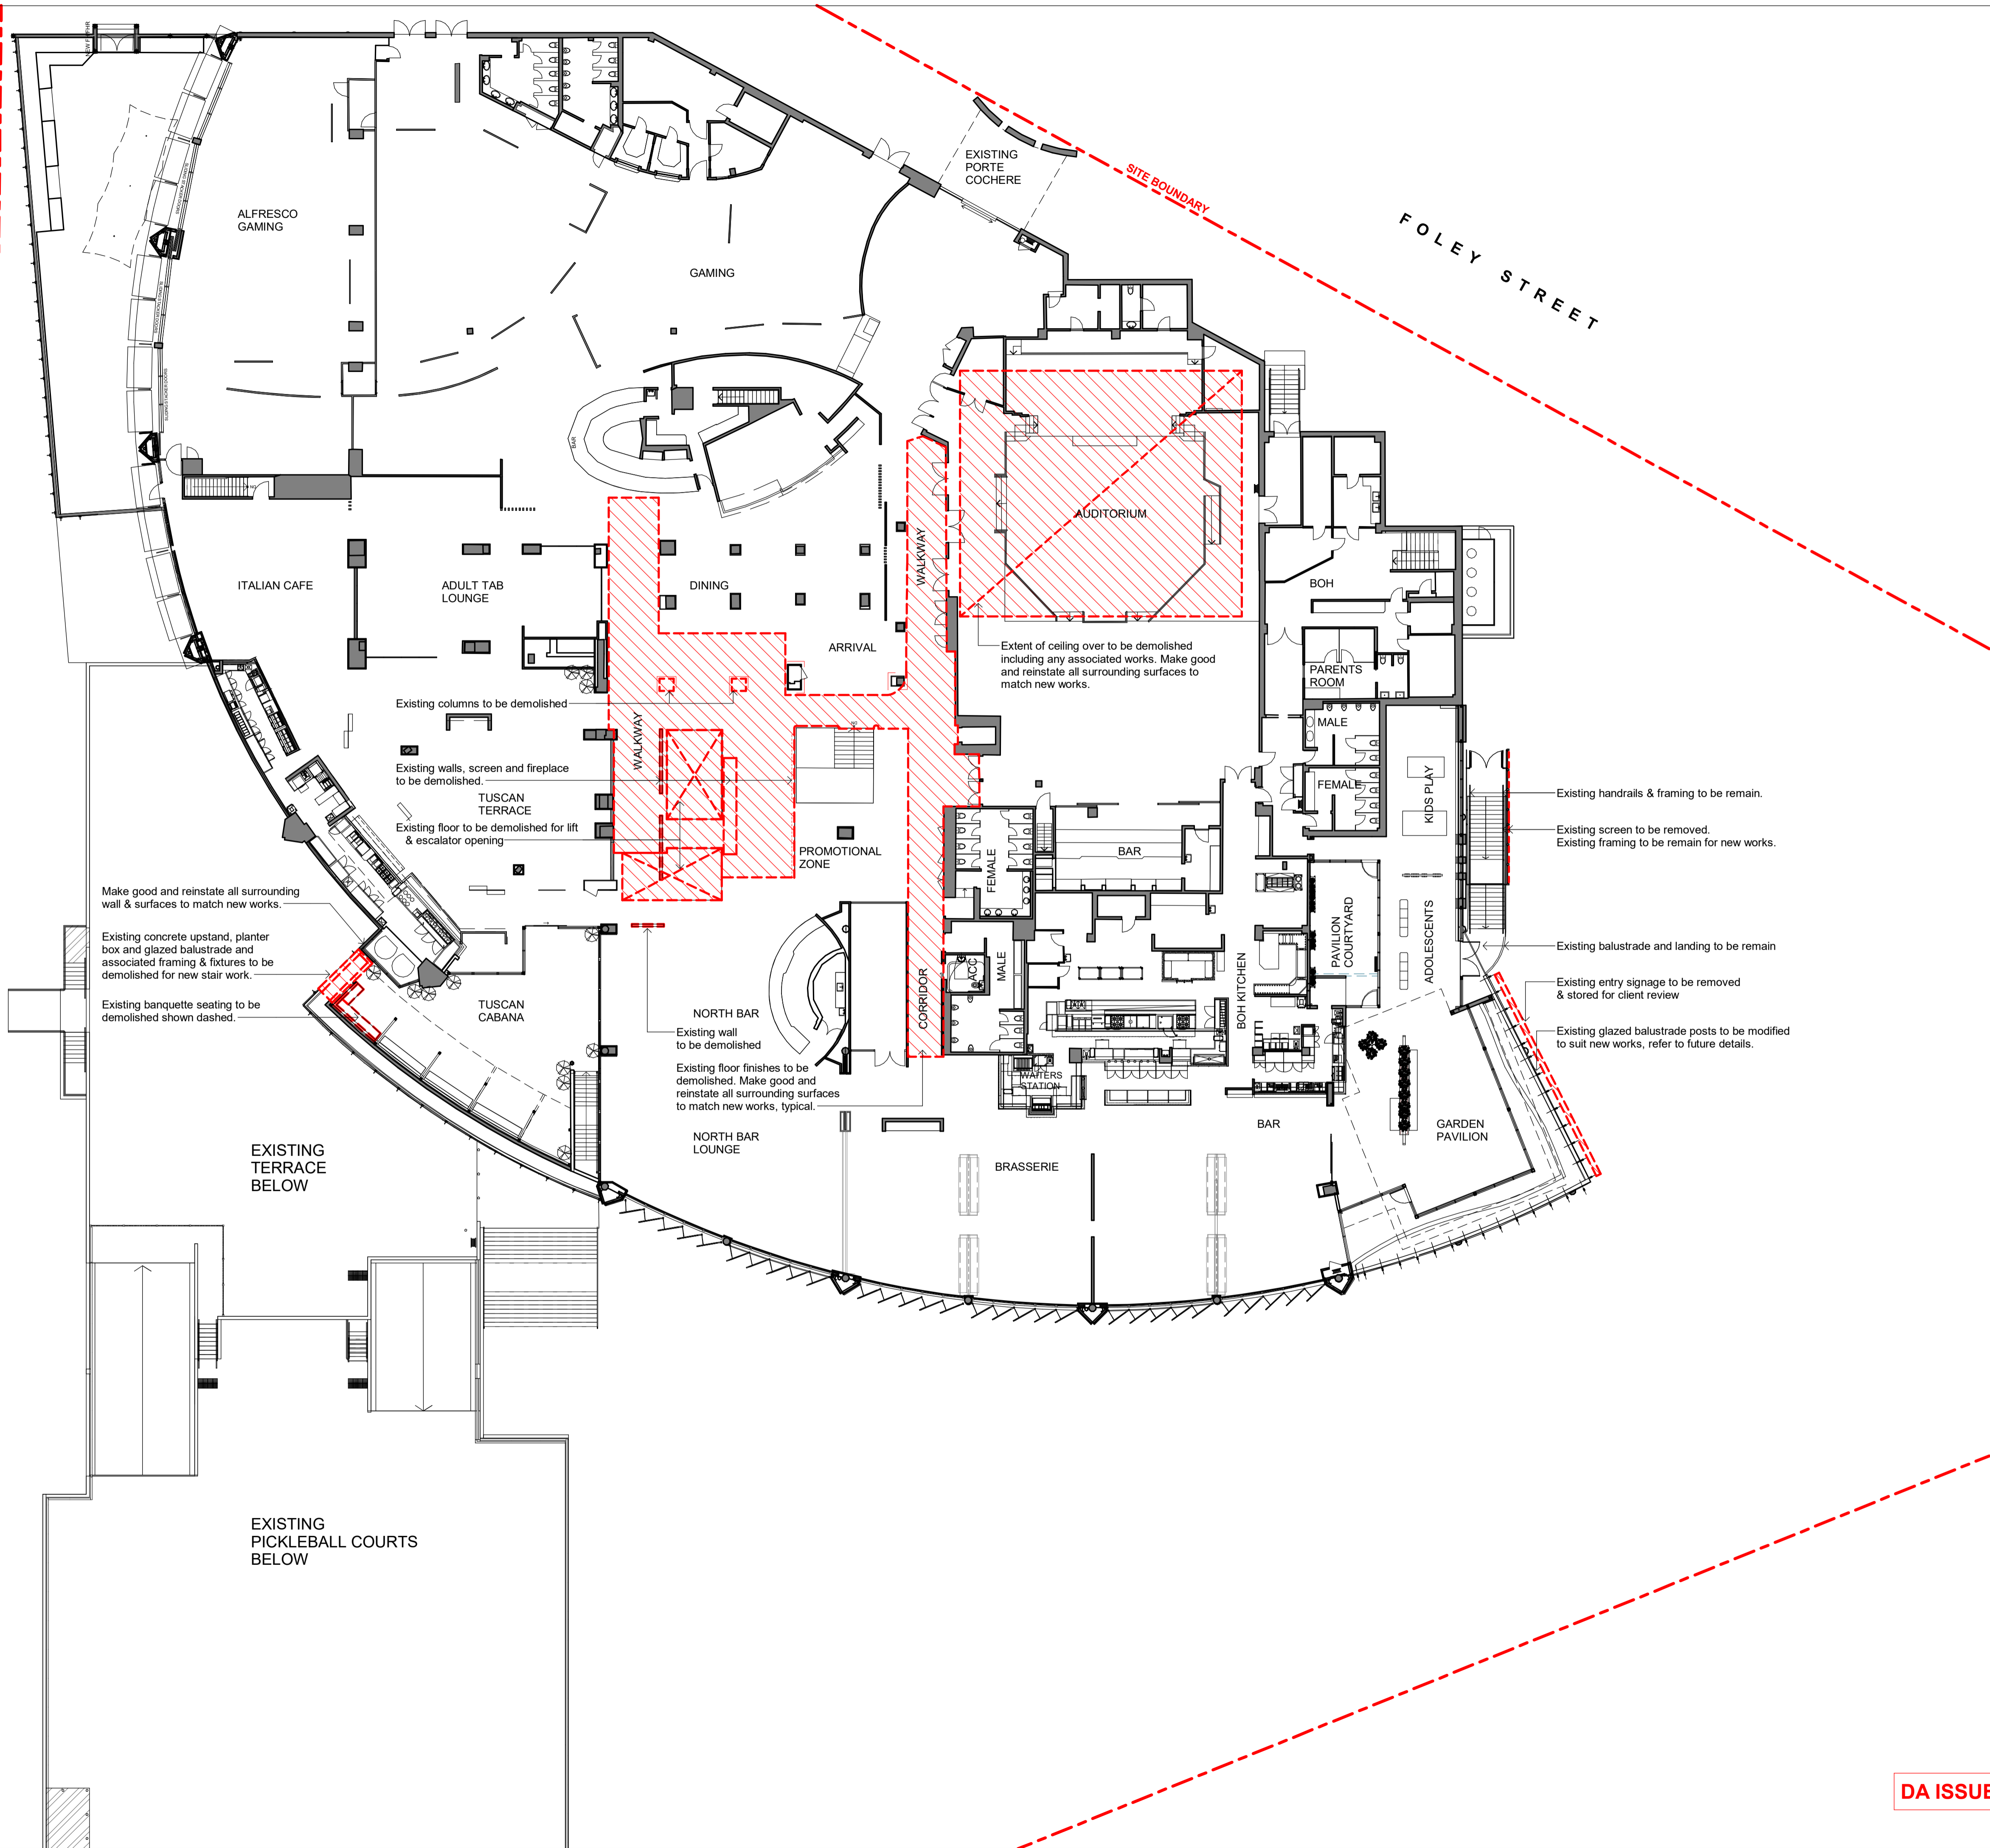 EXISTING
PORTE
COCHERE
SITE BOUNDARY
FOLEY STREET
ALFRESCO
GAMING
GAMING
BAR
WALKWAY
AUDITORIUM
ITALIAN CAFE
ADULT TAB
LOUNGE
DINING
BOH
ARRIVAL
Extent of ceiling over to be demolished
including any associated works. Make good
and reinstate all surrounding surfaces to
match new works.
PARENTS
ROOM
Existing columns to be demolished
MALE
WALKWAY
Existing walls, screen and fireplace
to be demolished.
FEMALE
KIDS PLAY
Existing handrails & framing to be remain.
TUSCAN
TERRACE
Existing floor to be demolished for lift
& escalator opening
Existing screen to be removed.
Existing framing to be remain for new works.
PROMOTIONAL
ZONE
BAR
FEMALE
Make good and reinstate all surrounding
wall & surfaces to match new works.
PAVILION
COURTYARD
ADOLESCENTS
Existing concrete upstand, planter
box and glazed balustrade and
associated framing & fixtures to be
demolished for new stair work.
Existing balustrade and landing to be remain
ACC
MALE
CORRIDOR
BOH KITCHEN
Existing entry signage to be removed
& stored for client review
Existing banquette seating to be
demolished shown dashed.
TUSCAN
CABANA
NORTH BAR
Existing wall
to be demolished
Existing glazed balustrade posts to be modified
to suit new works, refer to future details.
Existing floor finishes to be
demolished. Make good and
reinstate all surrounding surfaces
to match new works, typical.
WAITERS
STATION
BAR
GARDEN
PAVILION
NORTH BAR
LOUNGE
EXISTING
TERRACE
BELOW
BRASSERIE
EXISTING
PICKLEBALL COURTS
BELOW
DA ISSUE